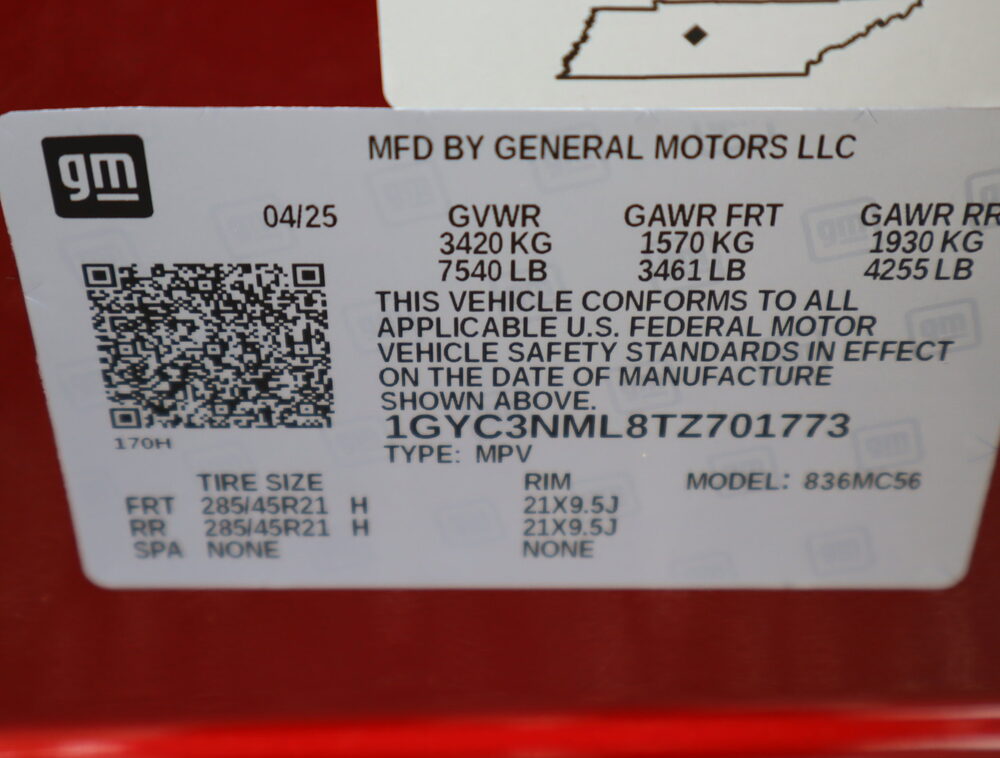 gm
MFD BY GENERAL MOTORS LLC
04/25 GVWR GAWR FRT GAWR RR
3420 KG 1570 KG 1930 KG
7540 LB 3461 LB 4255 LB
THIS VEHICLE CONFORMS TO ALL
APPLICABLE U.S. FEDERAL MOTOR
VEHICLE SAFETY STANDARDS IN EFFECT
ON THE DATE OF MANUFACTURE
SHOWN ABOVE.
1GYC3NML8TZ701773
170H
TYPE: MPV
TIRE SIZE RIM MODEL: 836MC56
FRT 285/45R21 H 21X9.5J
RR 285/45R21 H 21X9.5J
SPA NONE NONE